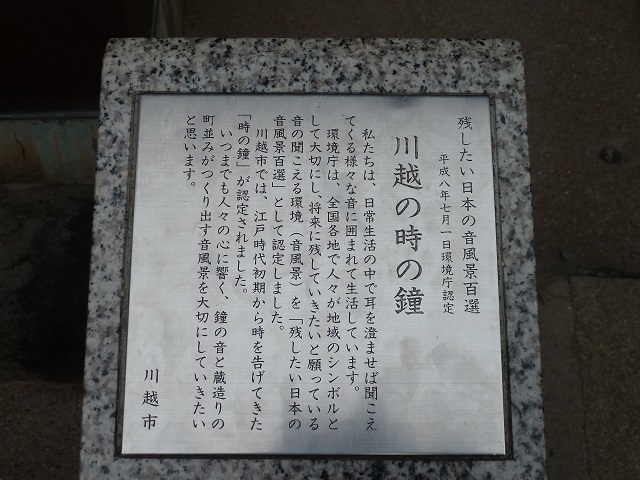 残したい日本の音風景百選
平成八年七月一日環境庁認定
川越の時の鐘
私たちは、日常生活の中で耳を澄ませば聞こえ
てくる様々な音に囲まれて生活しています。
環境庁は、全国各地で人々が地域のシンボルと
して大切にし、将来に残していきたいと願っている
音の聞こえる環境（音風景）を「残したい日本の
音風景百選」として認定しました。
川越市では、江戸時代初期から時を告げてきた
「時の鐘」が認定されました。
いつまでも人々の心に響く、鐘の音と蔵造りの
町並みがつくり出す音風景を大切にしていきたい
と思います。
川越市